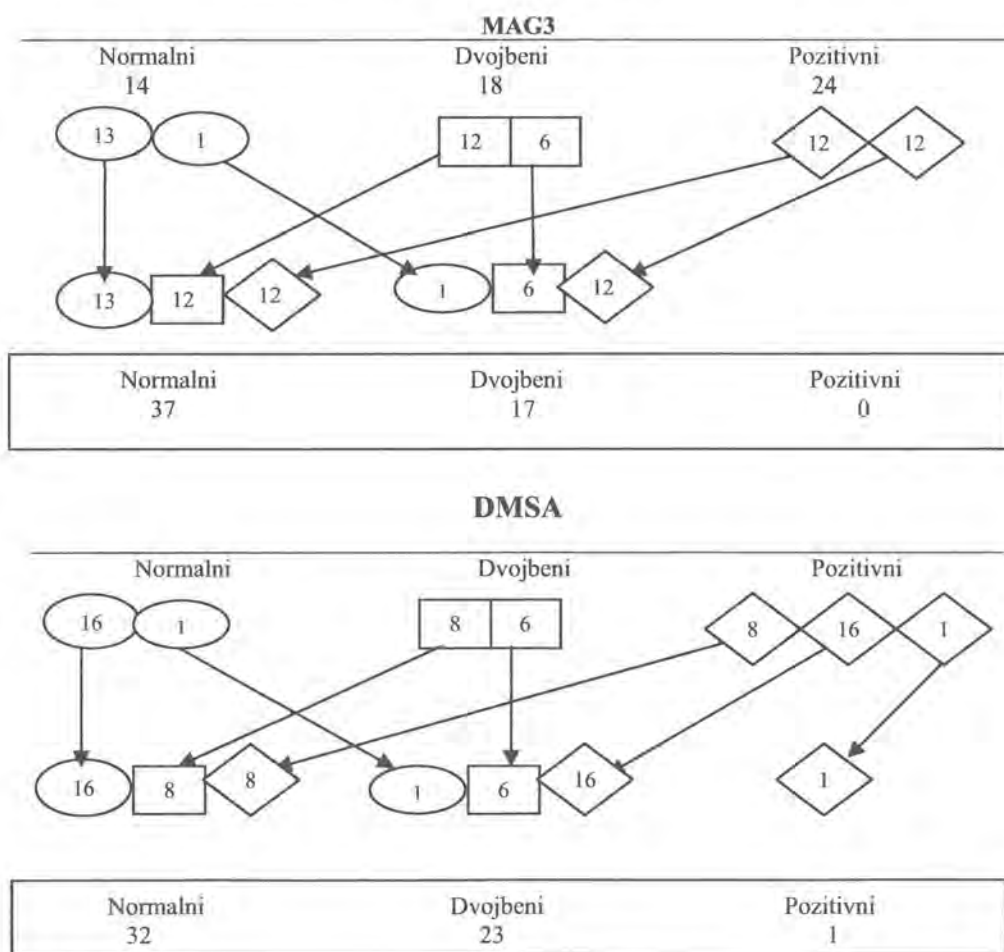 MAG3
Normalni Dvojbeni Pozitivni
14 18 24
13 1 12 6 12 12
13 12 12 1 6 12
Normalni Dvojbeni Pozitivni
37 17 0
DMSA
Normalni Dvojbeni Pozitivni
16 1 8 6 8 16 1
16 8 8 1 6 16 1
Normalni Dvojbeni Pozitivni
32 23 1